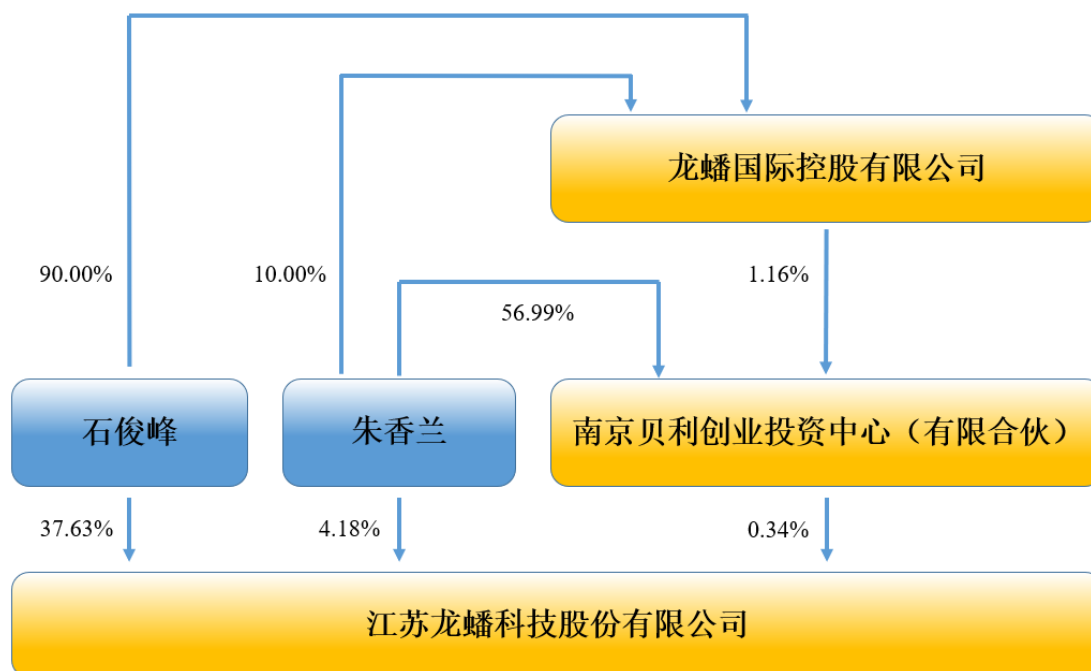 龙蟠国际控股有限公司
90.00%
10.00%
1.16%
56.99%
石俊峰
朱香兰
南京贝利创业投资中心（有限合伙）
37.63%
4.18%
0.34%
江苏龙蟠科技股份有限公司